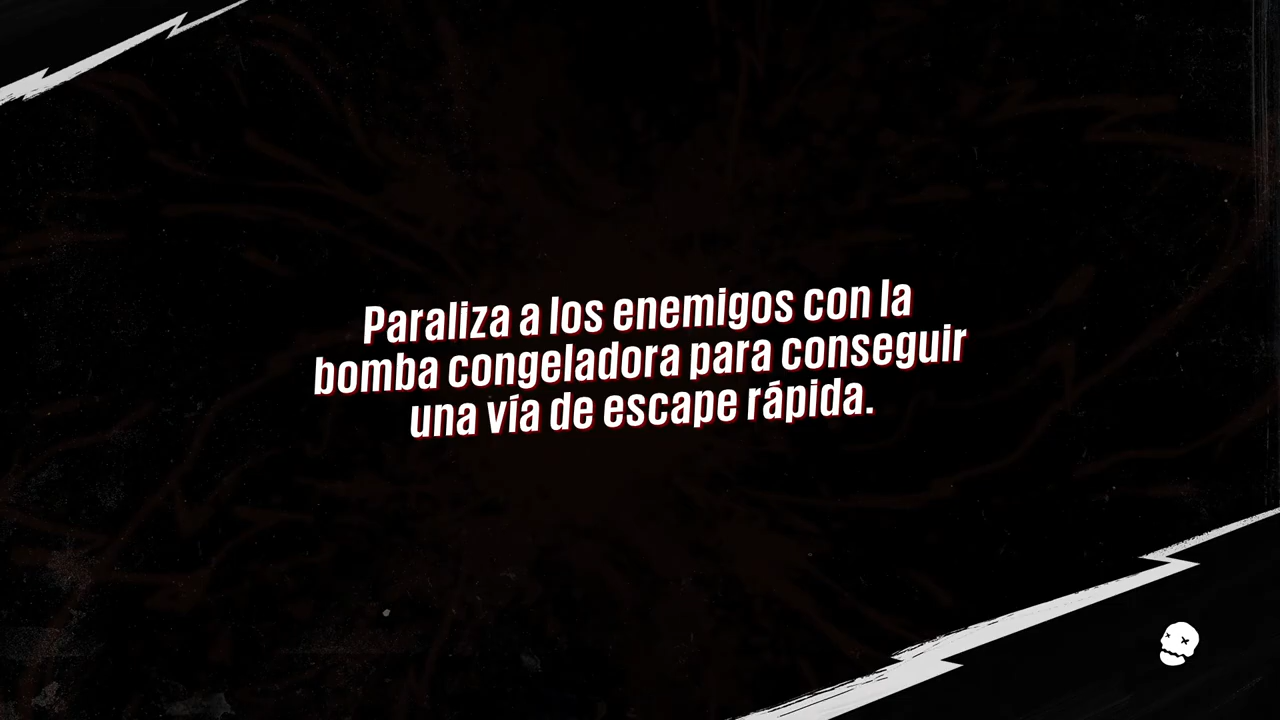 Paraliza a los enemigos con la
bomba congeladora para conseguir
una vía de escape rápida.